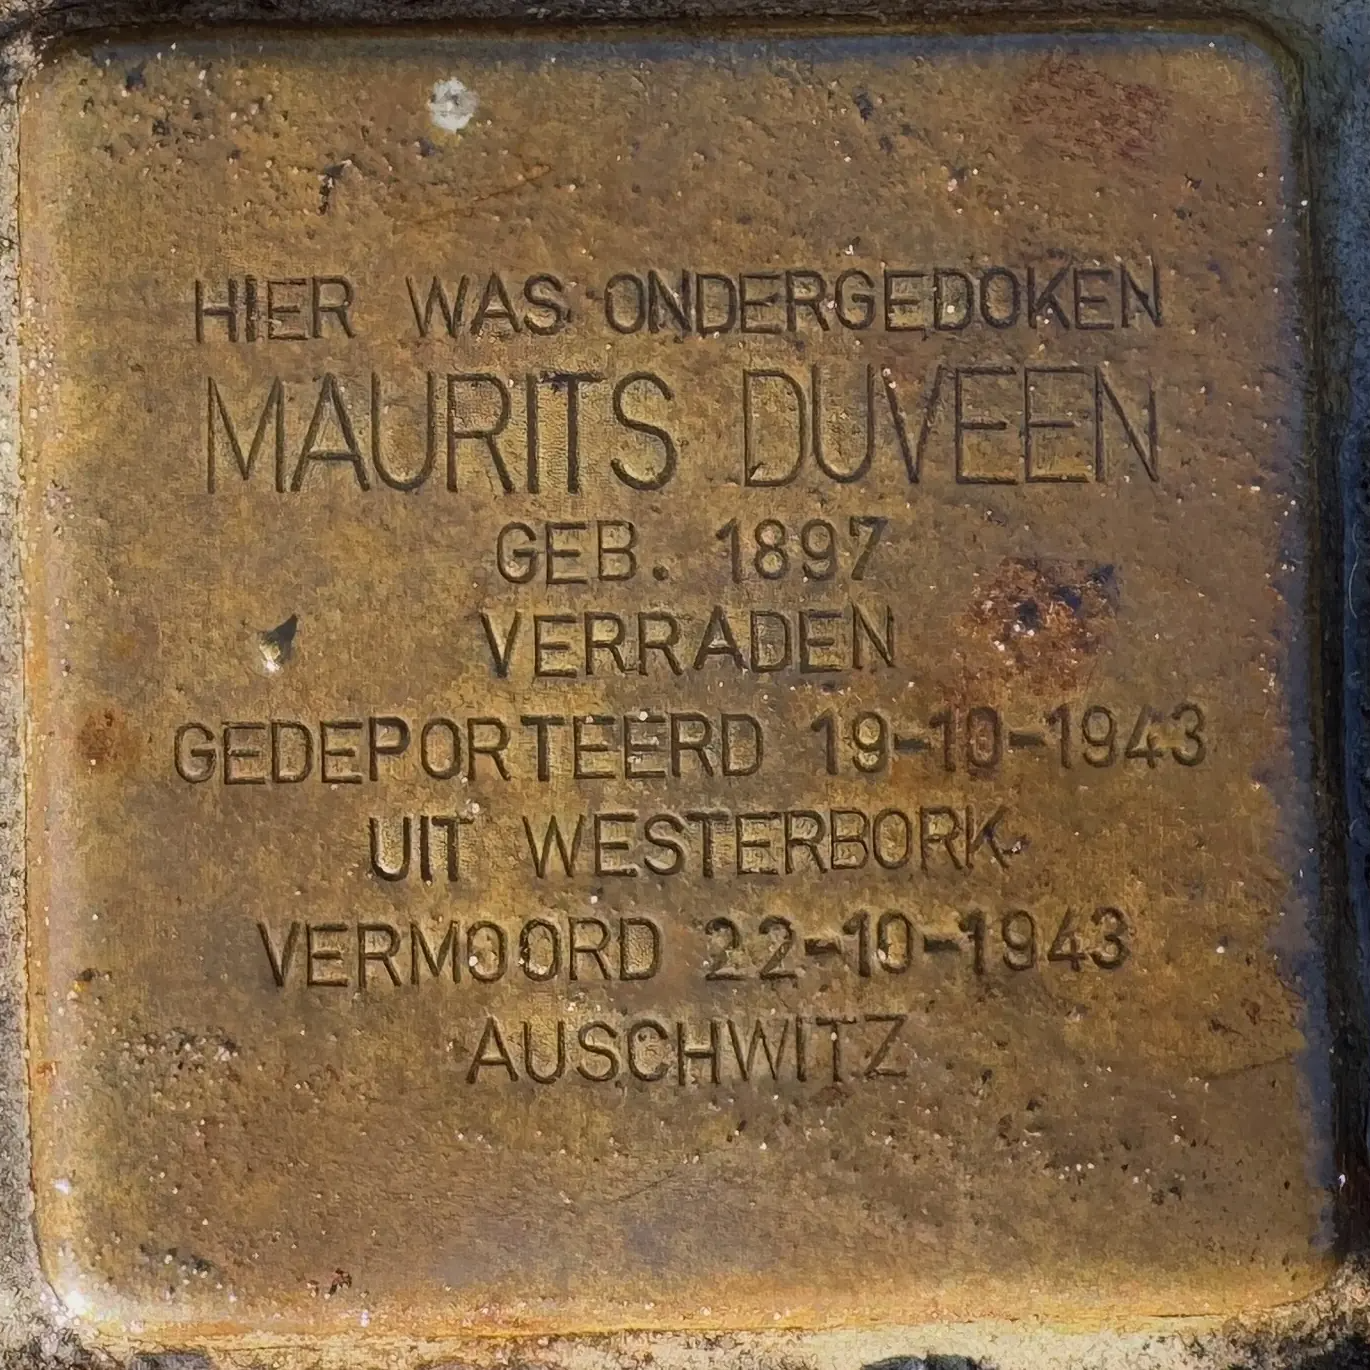 HIER WAS ONDERGEDOKEN
MAURITS DUVEEN
GEB. 1897
VERRADEN
GEDEPORTEERD 19-10-1943
UIT WESTERBORK
VERMOORD 22-10-1943
AUSCHWITZ